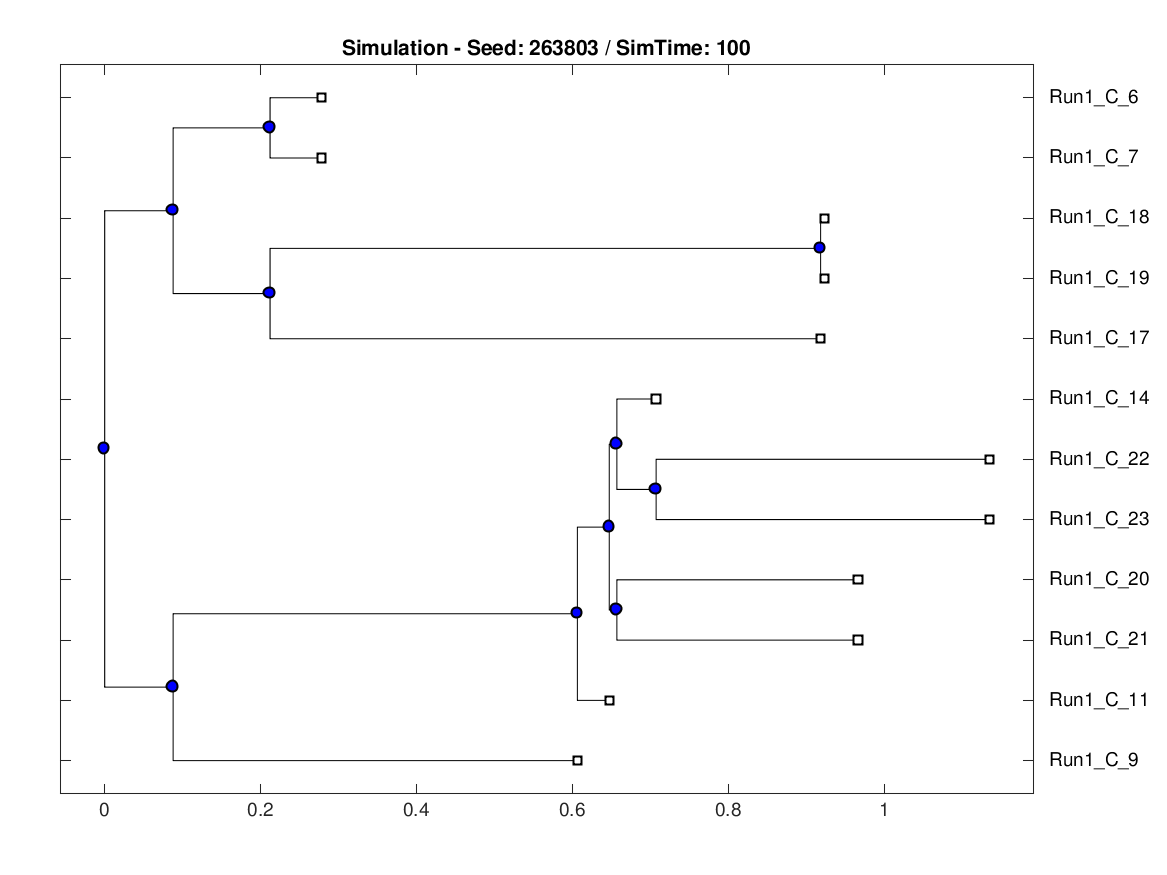 Simulation - Seed: 263803 / SimTime: 100
Run1_C_6
Run1_C_7
Run1_C_18
Run1_C_19
Run1_C_17
Run1_C_14
Run1_C_22
Run1_C_23
Run1_C_20
Run1_C_21
Run1_C_11
Run1_C_9
0 0.2 0.4 0.6 0.8 1